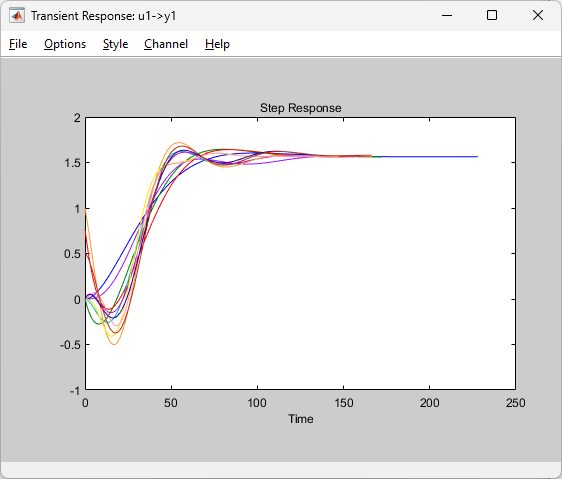 Transient Response: u1->y1
File Options Style Channel Help
Step Response
2
1.5
1
0.5
0
-0.5
-1
0 50 100 150 200 250
Time